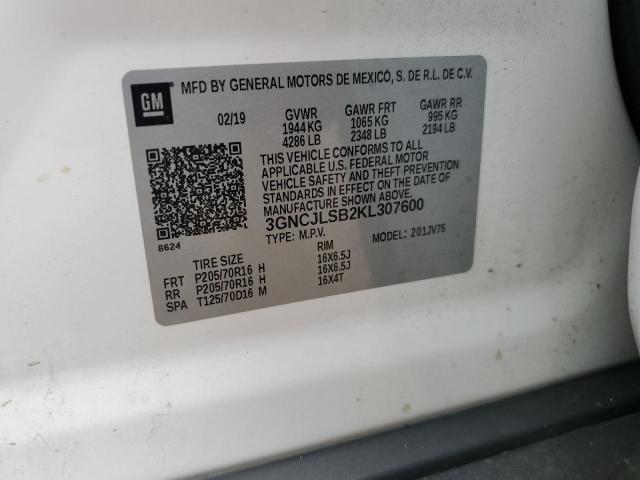 GM
MFD BY GENERAL MOTORS DE MEXICÓ, S. DE R.L. DE C.V.
02/19 GVWR GAWR FRT GAWR RR
1944 KG 1065 KG 995 KG
4286 LB 2348 LB 2194 LB
THIS VEHICLE CONFORMS TO ALL
APPLICABLE U.S. FEDERAL MOTOR
VEHICLE SAFETY AND THEFT PREVENTION
STANDARDS IN EFFECT ON THE DATE OF
MANUFACTURE SHOWN ABOVE.
3GNCJLSB2KL307600
8624 TYPE: M.P.V. MODEL: 201JV76
TIRE SIZE RIM
FRT P205/70R16 H 16X6.5J
RR P205/70R16 H 16X6.5J
SPA T125/70D16 M 16X4T